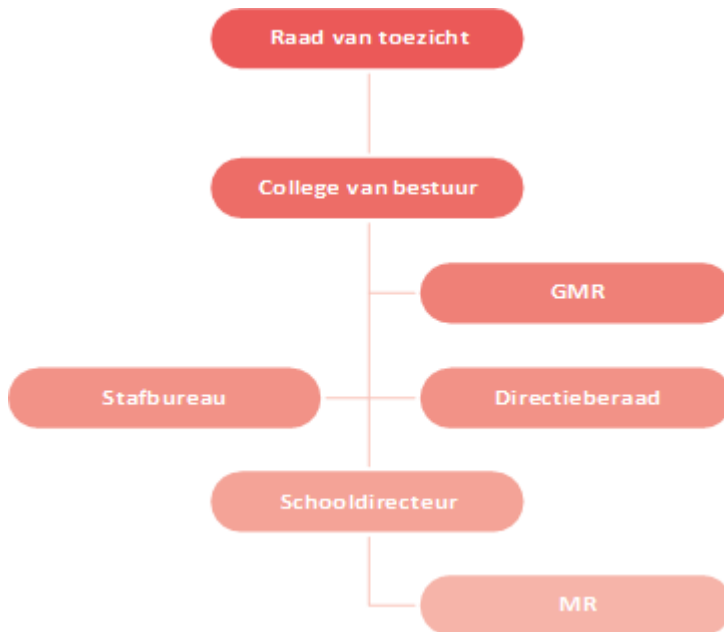 Raad van toezicht
College van bestuur
GMR
Stafbureau
Directieberaad
Schooldirecteur
MR